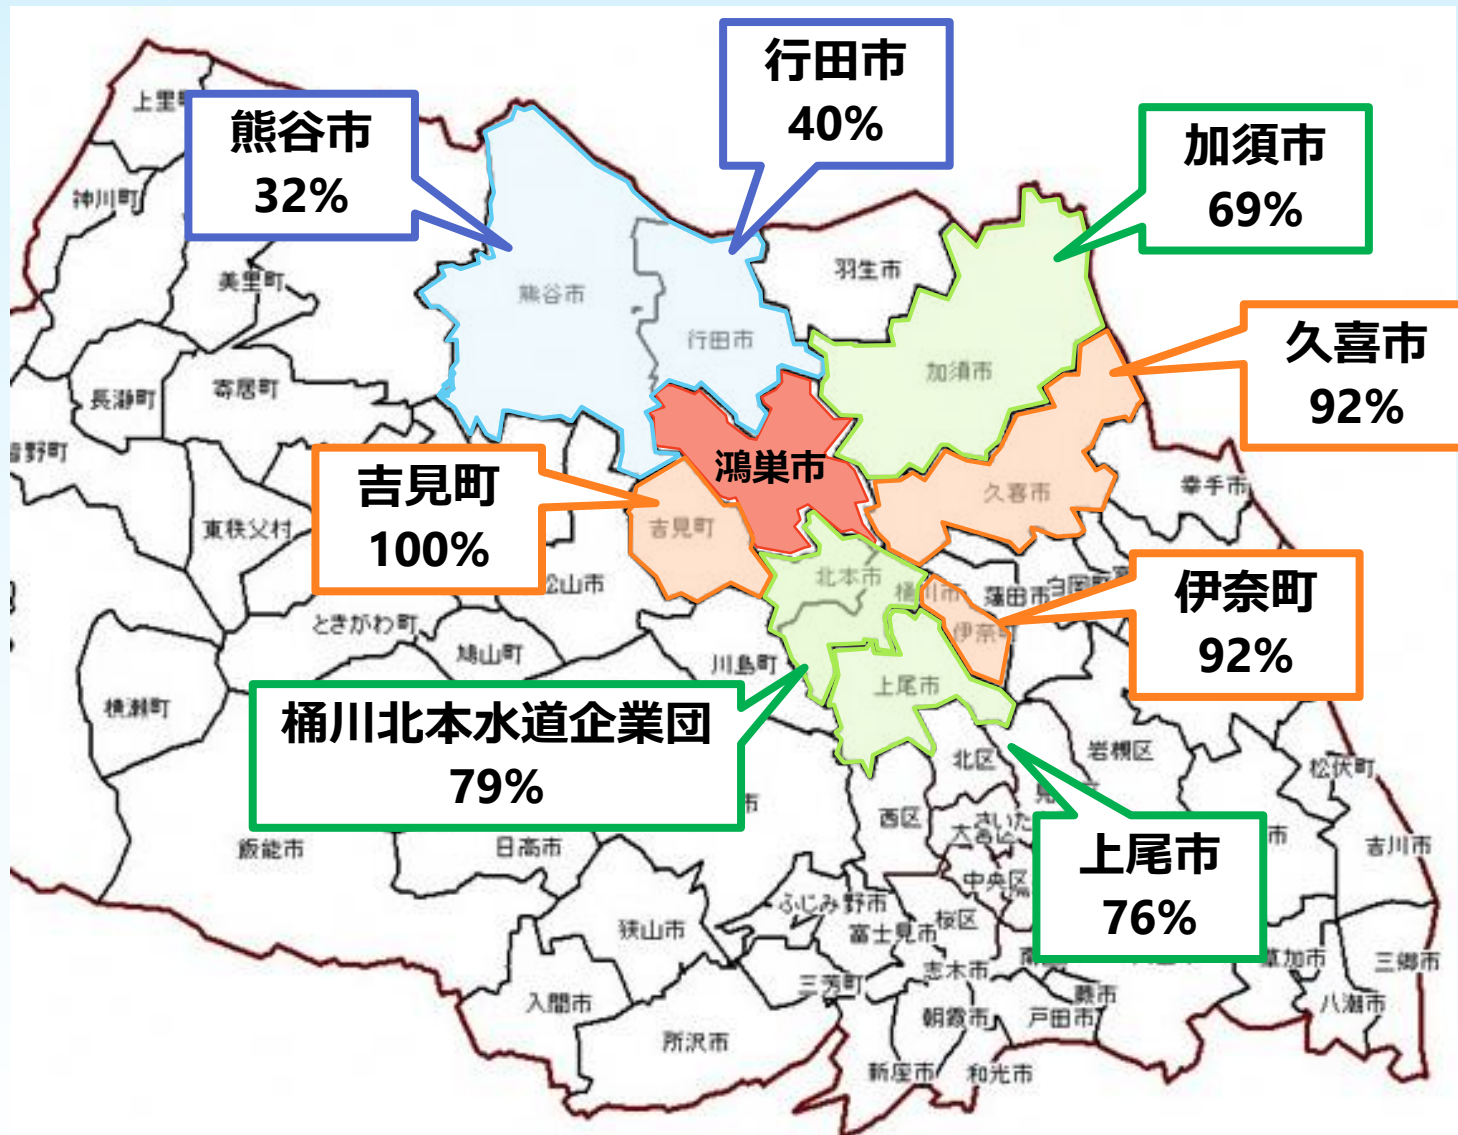 行田市
40%
熊谷市
32%
加須市
69%
久喜市
92%
吉見町
100%
鴻巣市
伊奈町
92%
桶川北本水道企業団
79%
上尾市
76%
神川町
美里町
長瀞町
寄居町
皆野町
東秩父村
ときがわ町
鳩山町
横瀬町
飯能市
日高市
狭山市
入間市
所沢市
熊谷市
行田市
羽生市
加須市
久喜市
幸手市
吉見町
北本市
桶川市
蓮田市
伊奈町
川島町
上尾市
北区
岩槻区
西区
中央区
桜区
ふじみ野市
富士見市
三芳町
志木市
朝霞市
新座市
和光市
戸田市
蕨市
草加市
八潮市
三郷市
吉川市
松伏町